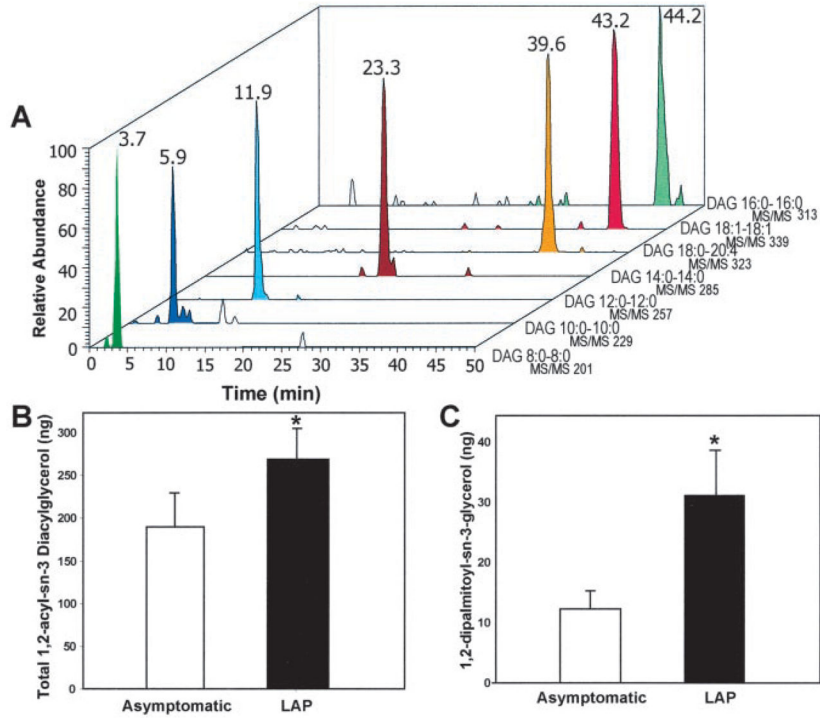 A
Relative Abundance
100
80
60
40
20
0
3.7
5.9
11.9
23.3
39.6
43.2
44.2
0 5 10 15 20 25 30 35 40 45 50
Time (min)
DAG 16:0-16:0
MS/MS 313
DAG 18:1-18:1
MS/MS 339
DAG 18:0-20:4
MS/MS 323
DAG 14:0-14:0
MS/MS 285
DAG 12:0-12:0
MS/MS 257
DAG 10:0-10:0
MS/MS 229
DAG 8:0-8:0
MS/MS 201
B
Total 1,2-acyl-sn-3 Diacylglycerol (ng)
300
250
200
150
100
50
0
*
Asymptomatic LAP
C
1,2-dipalmitoyl-sn-3-glycerol (ng)
40
30
20
10
0
*
Asymptomatic LAP